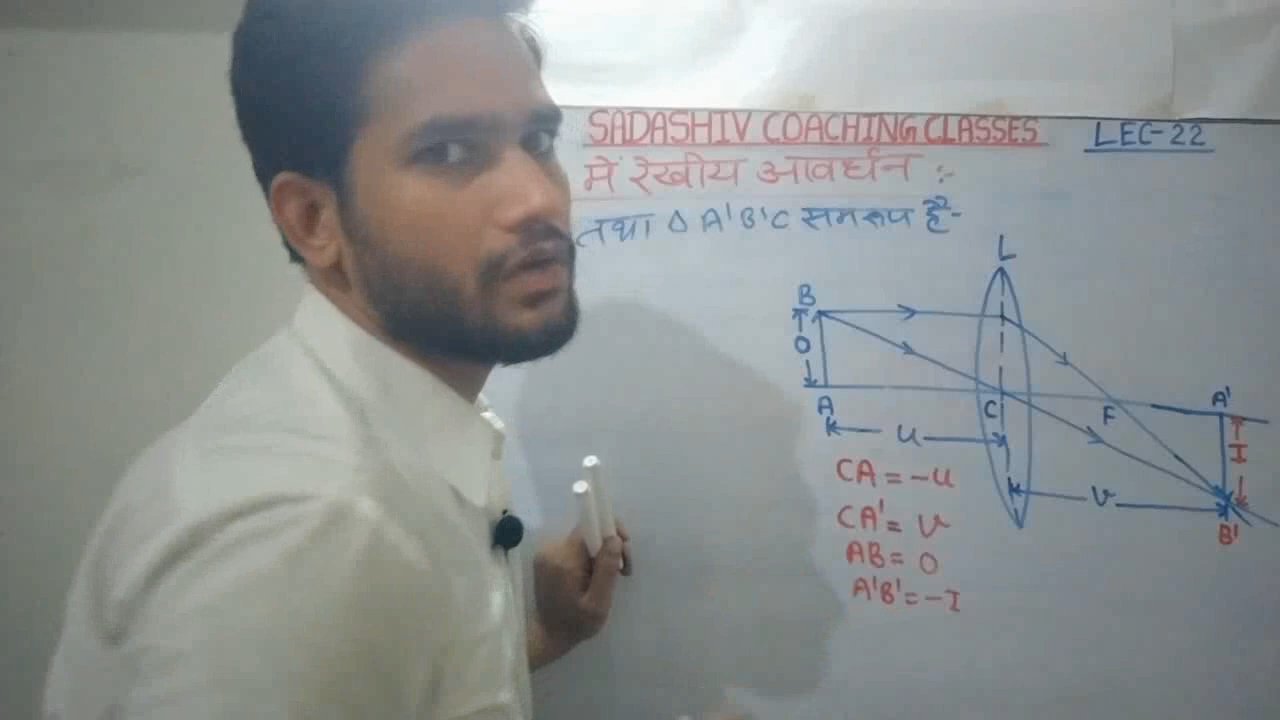 SADASHIV COACHING CLASSES LEC-22
में रेखीय आवर्धन :-
तथा Δ A'B'C समरूप है-
L
B
O
A
C
F
A'
I
u
v
B'
CA = -u
CA' = v
AB = O
A'B' = -I